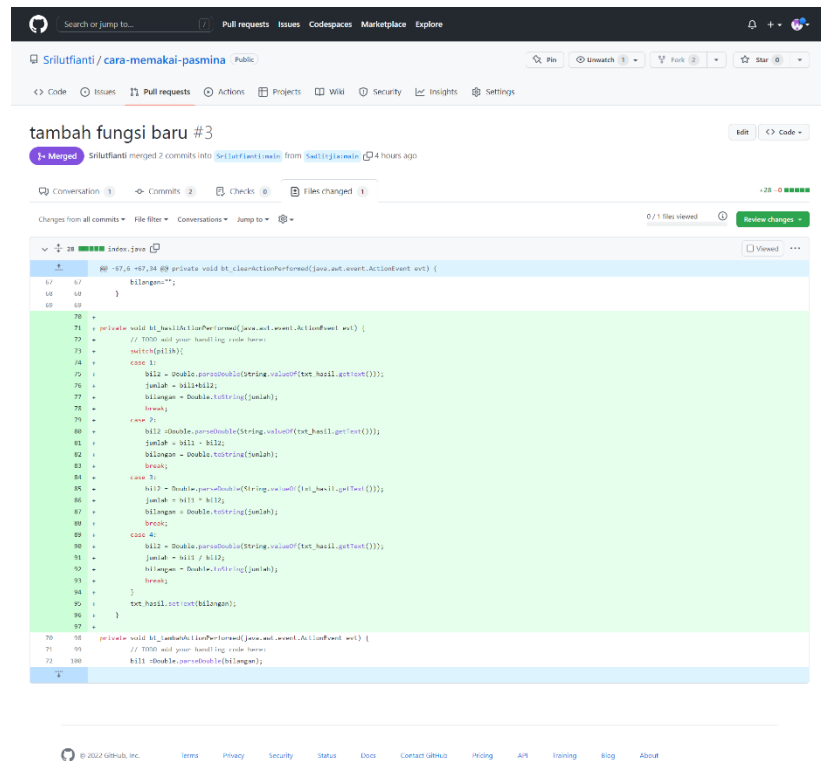 Search or jump to... / Pull requests Issues Codespaces Marketplace Explore
Srilutfianti / cara-memakai-pasmina Public Pin Unwatch 1 Fork 2 Star 0
Code Issues Pull requests Actions Projects Wiki Security Insights Settings
tambah fungsi baru #3 Edit Code
Merged Srilutfianti merged 2 commits into Srilutfianti:main from Sadlitjia:main 4 hours ago
Conversation 1 Commits 2 Checks 0 Files changed 1 +28 -0
Changes from all commits File filter Conversations Jump to 0 / 1 files viewed Review changes
28 index.java Viewed
@@ -67,6 +67,34 @@ private void bt_clearActionPerformed(java.awt.event.ActionEvent evt) {
67 67 bilangan="";
68 68 }
69 69
70 +
71 + private void bt_hasilActionPerformed(java.awt.event.ActionEvent evt) {
72 + // TODO add your handling code here:
73 + switch(pilih){
74 + case 1:
75 + bil2 = Double.parseDouble(String.valueOf(txt_hasil.getText()));
76 + jumlah = bil1+bil2;
77 + bilangan = Double.toString(jumlah);
78 + break;
79 + case 2:
80 + bil2 =Double.parseDouble(String.valueOf(txt_hasil.getText()));
81 + jumlah = bil1 - bil2;
82 + bilangan = Double.toString(jumlah);
83 + break;
84 + case 3:
85 + bil2 = Double.parseDouble(String.valueOf(txt_hasil.getText()));
86 + jumlah = bil1 * bil2;
87 + bilangan = Double.toString(jumlah);
88 + break;
89 + case 4:
90 + bil2 = Double.parseDouble(String.valueOf(txt_hasil.getText()));
91 + jumlah = bil1 / bil2;
92 + bilangan = Double.toString(jumlah);
93 + break;
94 + }
95 + txt_hasil.setText(bilangan);
96 + }
97 +
70 98 private void bt_tambahActionPerformed(java.awt.event.ActionEvent evt) {
71 99 // TODO add your handling code here:
72 100 bil1 =Double.parseDouble(bilangan);
© 2022 GitHub, Inc. Terms Privacy Security Status Docs Contact GitHub Pricing API Training Blog About